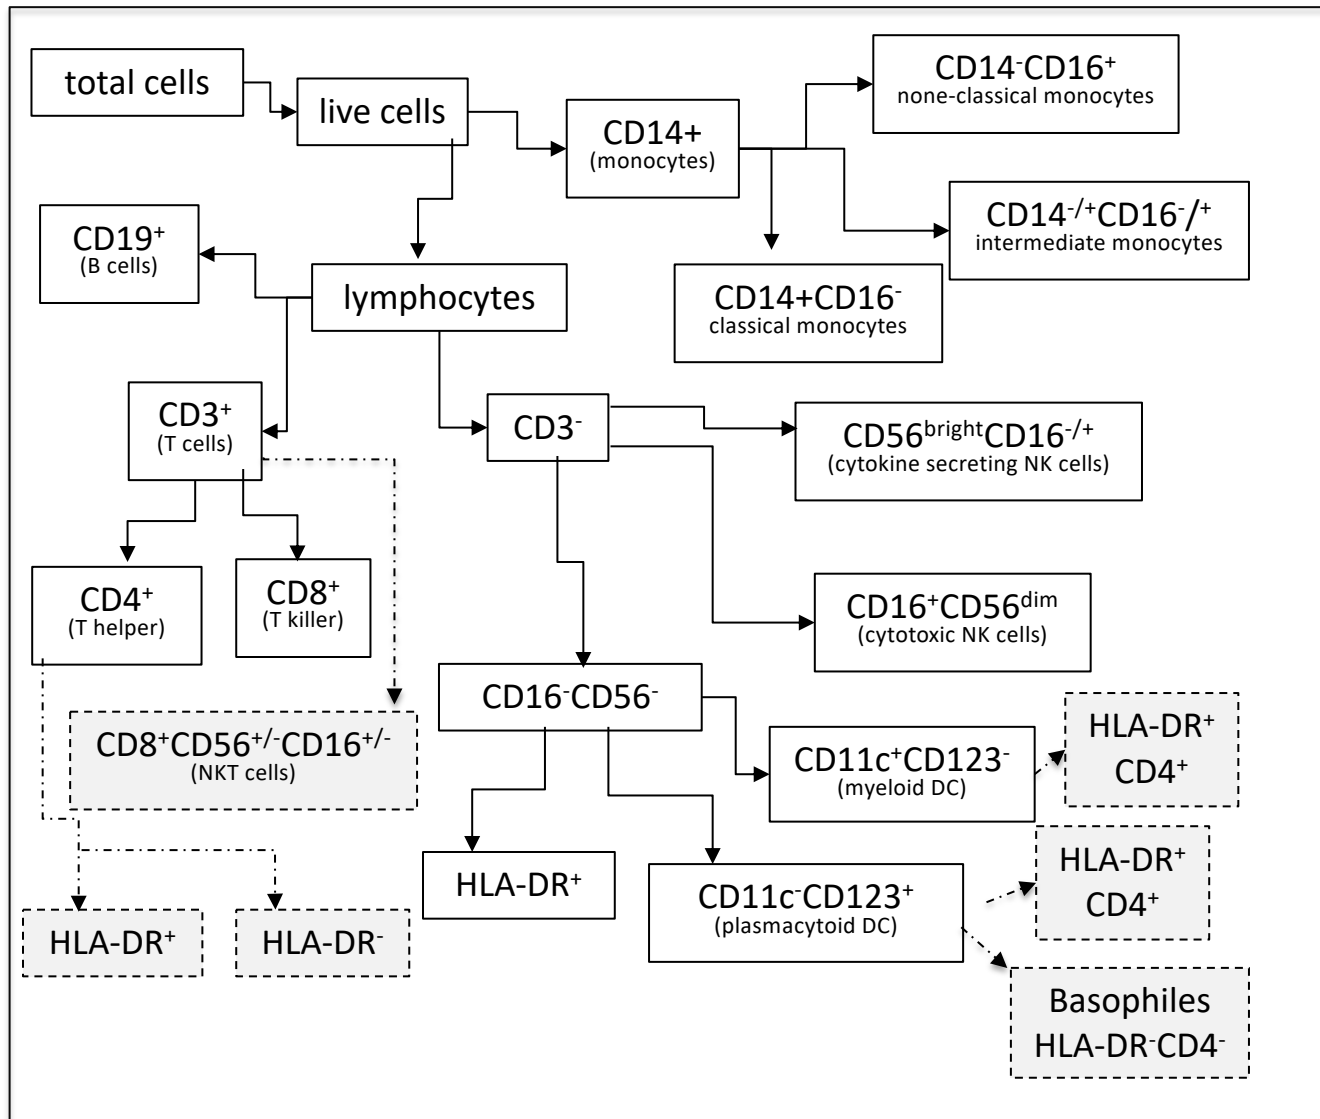 total cells
live cells
CD14+
(monocytes)
CD14⁻CD16⁺
none-classical monocytes
CD14⁻/⁺CD16⁻/⁺
intermediate monocytes
CD14+CD16⁻
classical monocytes
CD19⁺
(B cells)
lymphocytes
CD3⁺
(T cells)
CD3⁻
CD56ᵇʳⁱᵍʰᵗCD16⁻/⁺
(cytokine secreting NK cells)
CD4⁺
(T helper)
CD8⁺
(T killer)
CD16⁺CD56ᵈⁱᵐ
(cytotoxic NK cells)
CD16⁻CD56⁻
CD8⁺CD56⁺/⁻CD16⁺/⁻
(NKT cells)
CD11c⁺CD123⁻
(myeloid DC)
HLA-DR⁺
CD4⁺
HLA-DR⁺
CD11c⁻CD123⁺
(plasmacytoid DC)
HLA-DR⁺
CD4⁺
HLA-DR⁺
HLA-DR⁻
Basophiles
HLA-DR⁻CD4⁻